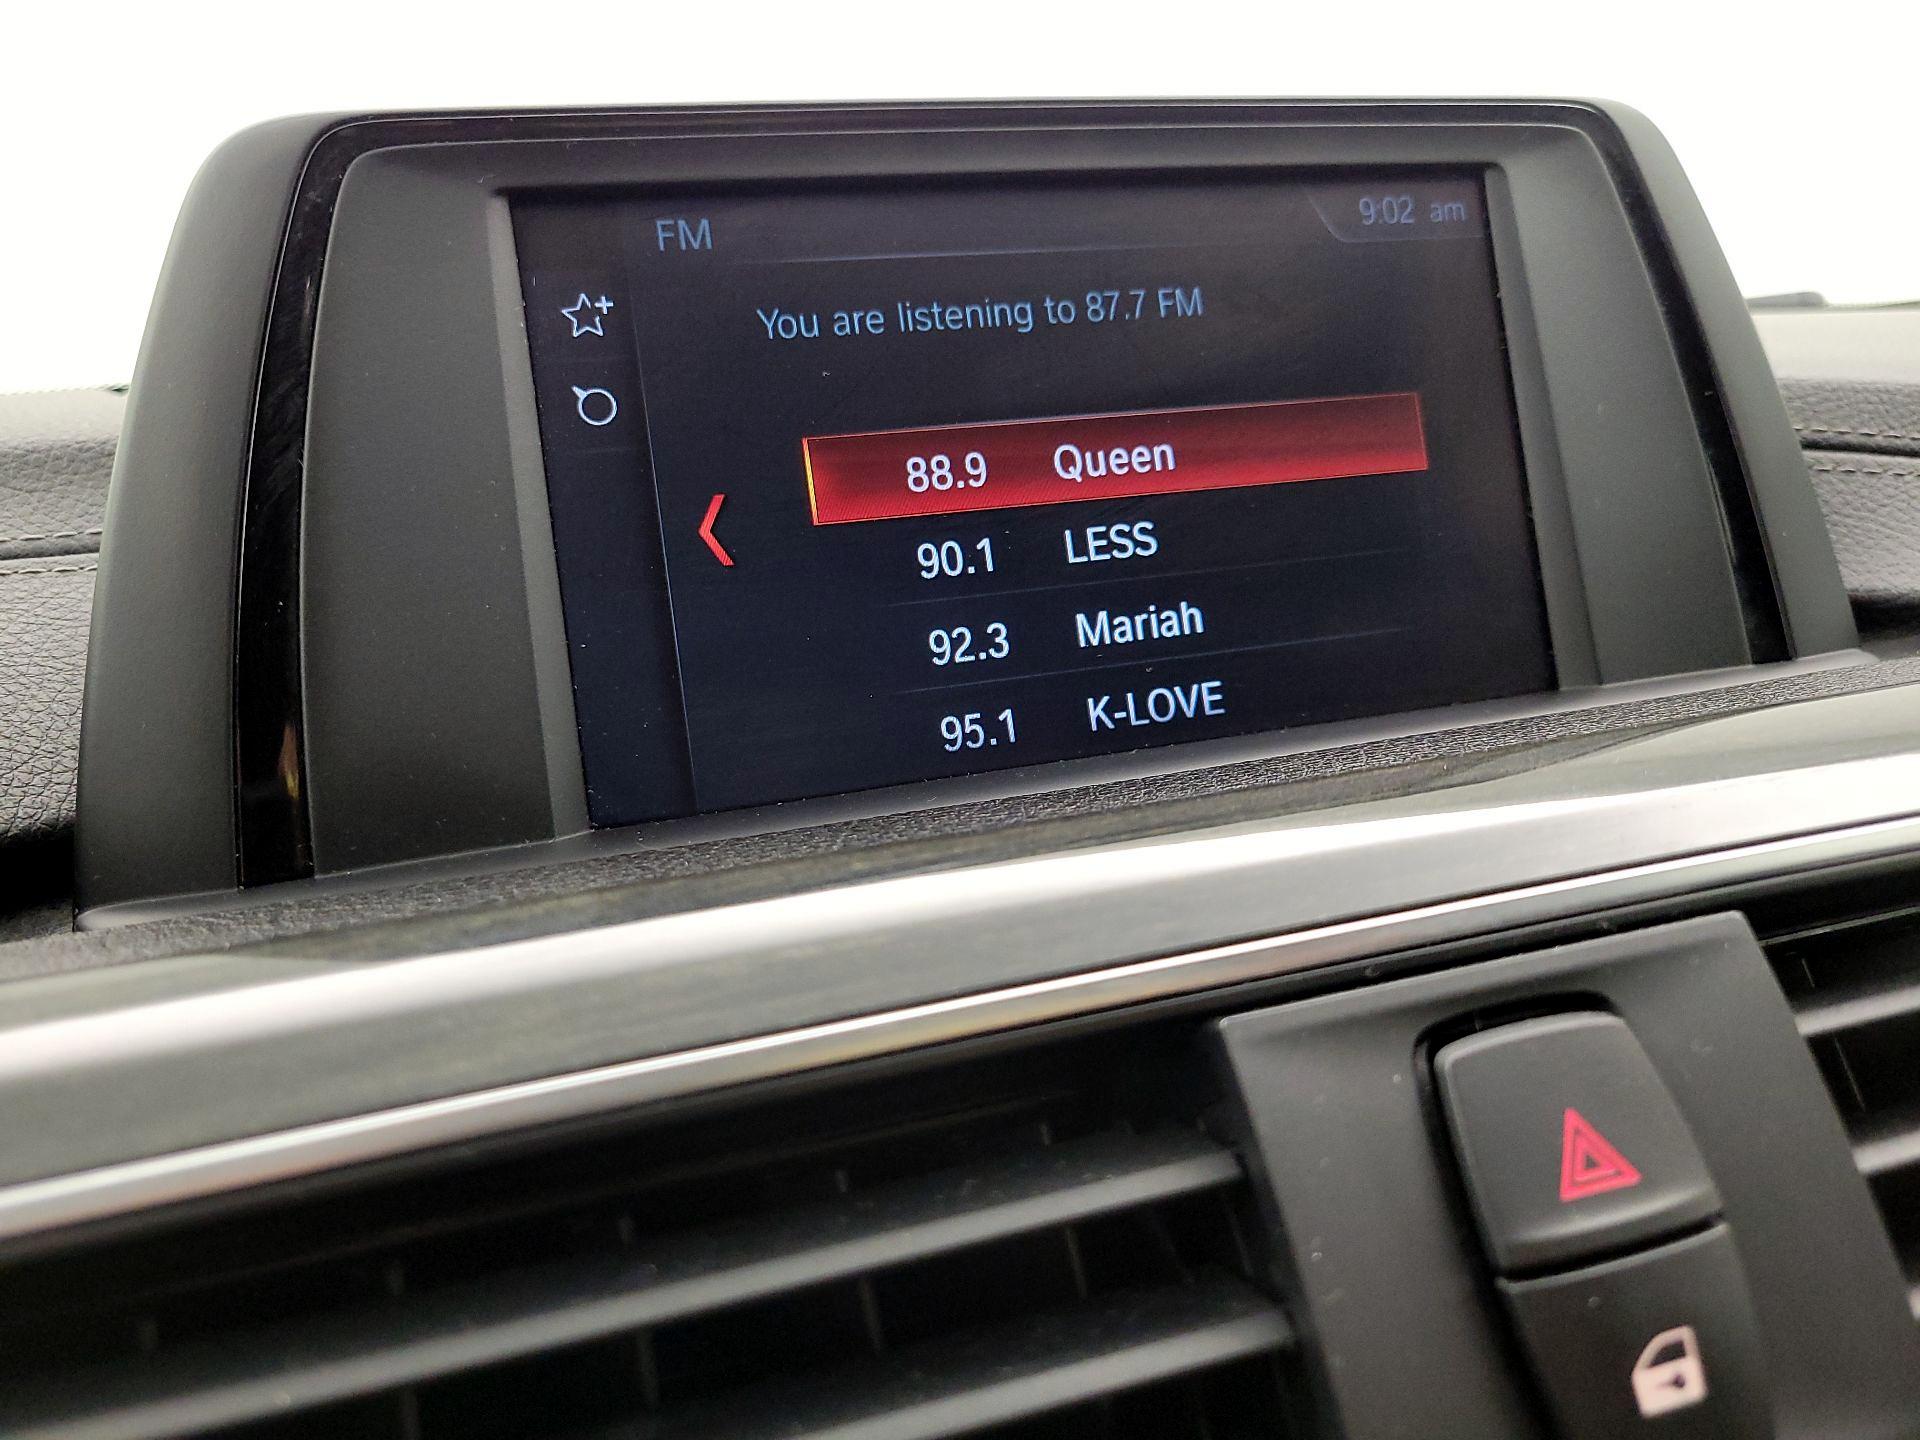 FM
9:02 am
You are listening to 87.7 FM
88.9 Queen
90.1 LESS
92.3 Mariah
95.1 K-LOVE